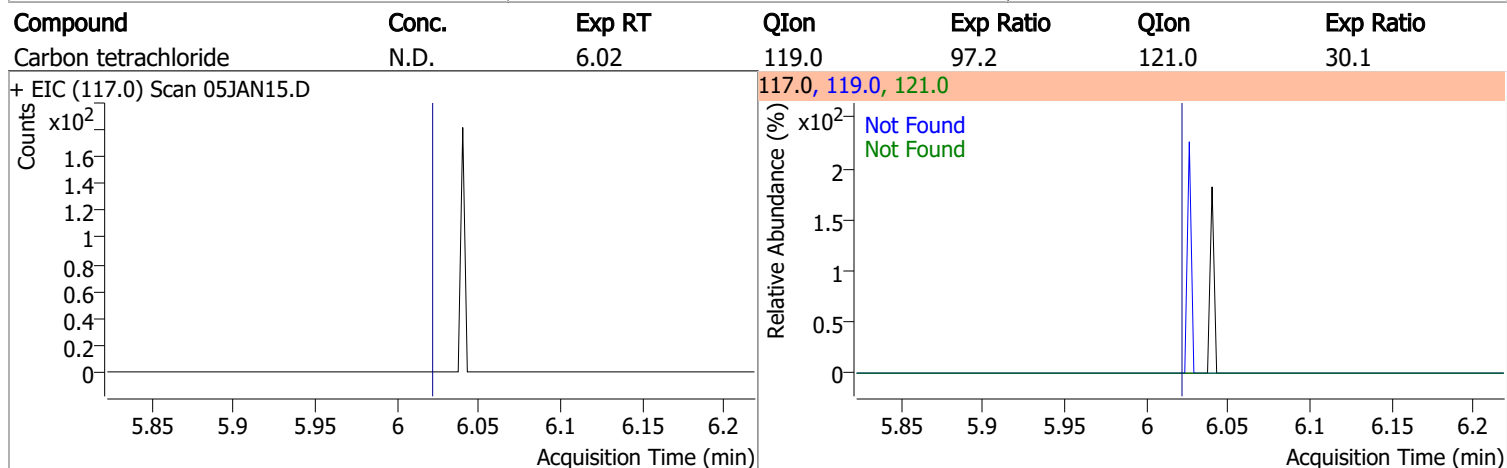 Compound Conc. Exp RT QIon Exp Ratio QIon Exp Ratio
Carbon tetrachloride N.D. 6.02 119.0 97.2 121.0 30.1
+ EIC (117.0) Scan 05JAN15.D
Counts
x10²
1.6
1.4
1.2
1
0.8
0.6
0.4
0.2
0
5.85 5.9 5.95 6 6.05 6.1 6.15 6.2
Acquisition Time (min)
117.0, 119.0, 121.0
Relative Abundance (%)
x10²
Not Found
Not Found
2
1.5
1
0.5
0
5.85 5.9 5.95 6 6.05 6.1 6.15 6.2
Acquisition Time (min)